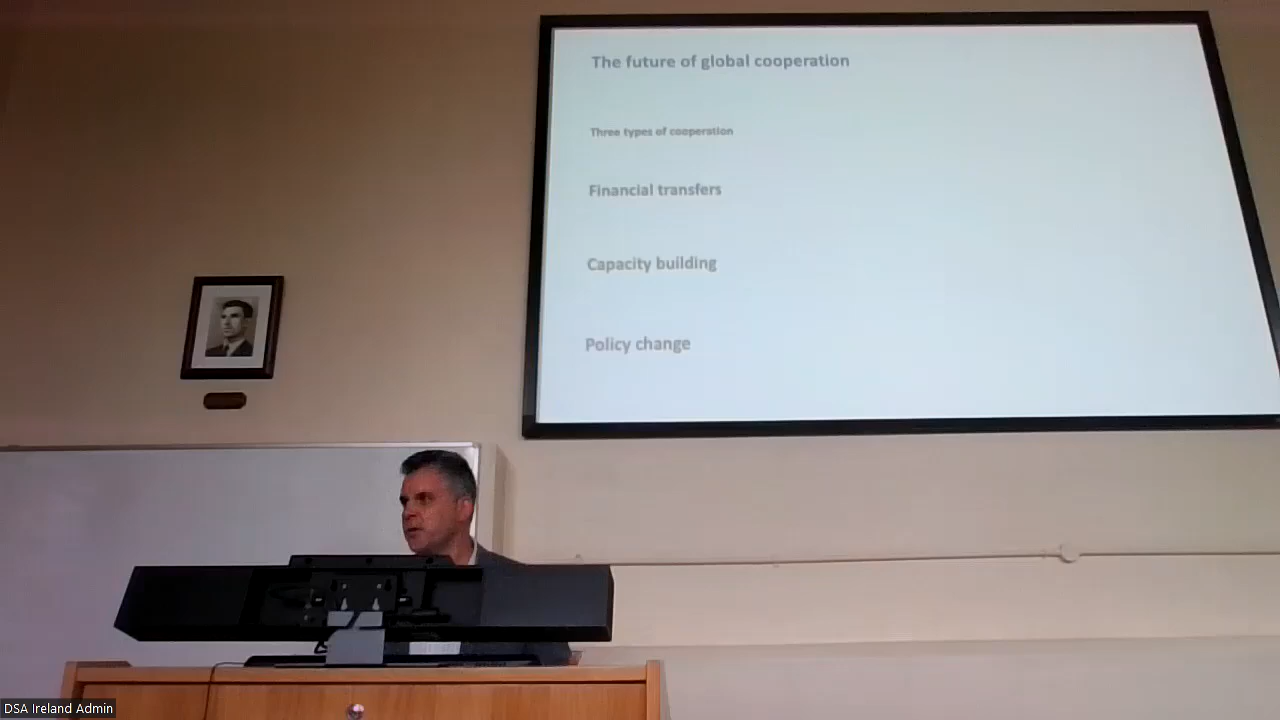 The future of global cooperation
Three types of cooperation
Financial transfers
Capacity building
Policy change
DSA Ireland Admin